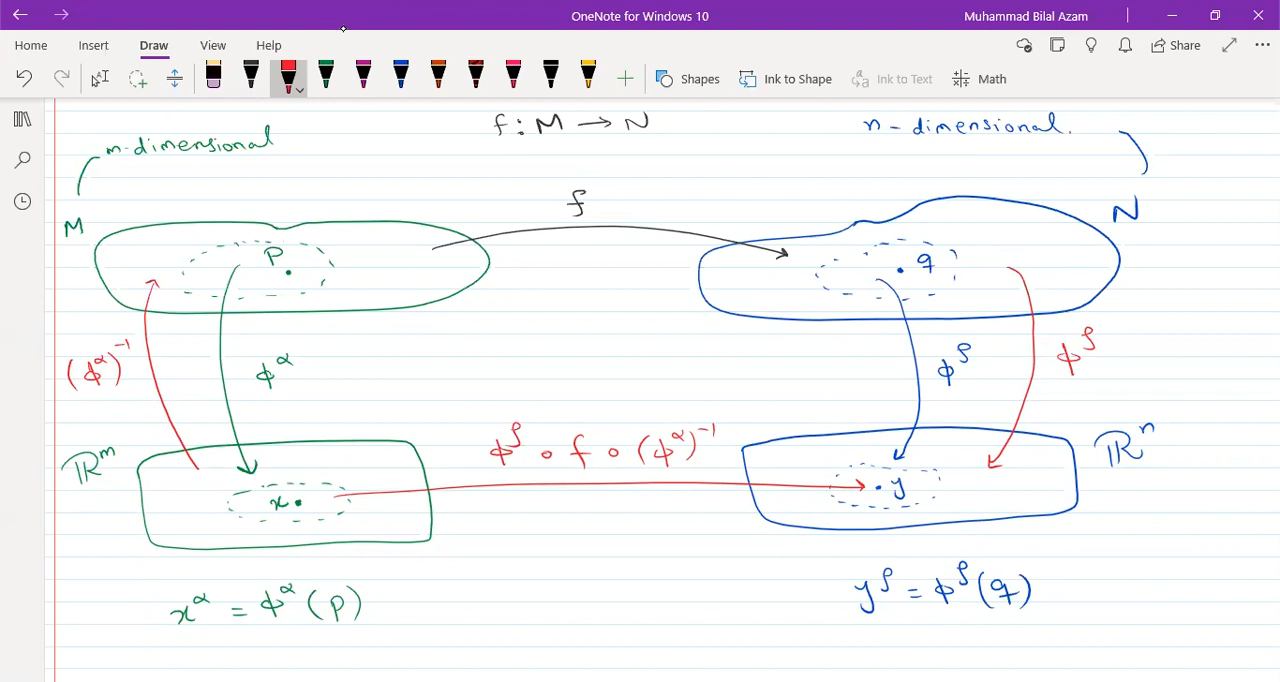 OneNote for Windows 10
Muhammad Bilal Azam
Home Insert Draw View Help
Share
Shapes Ink to Shape Ink to Text Math
f : M → N
m-dimensional
n-dimensional.
M
f
N
p
q
(ϕ^α)^-1
ϕ^α
ϕ^ρ
ϕ^ρ
ℝ^m
ϕ^ρ ∘ f ∘ (ϕ^α)^-1
ℝ^n
x
y
x^α = ϕ^α (p)
y^ρ = ϕ^ρ (q)